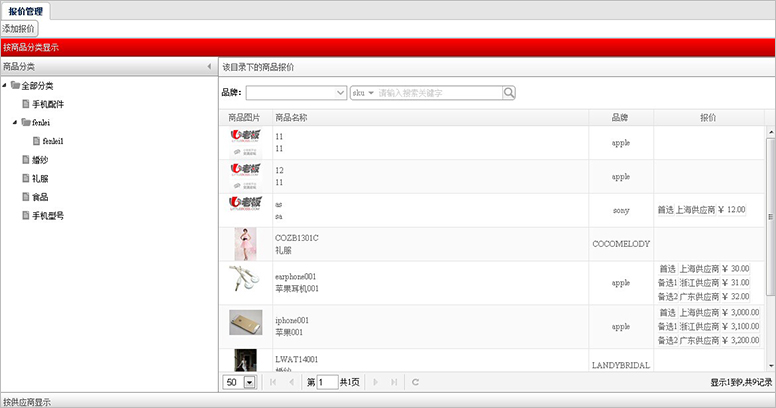 报价管理
添加报价
按商品分类显示
商品分类
该目录下的商品报价
全部分类
手机配件
fenlei
fenlei1
婚纱
礼服
食品
手机型号
品牌: sku 请输入搜索关键字
商品图片 商品名称 品牌 报价
老板
11
11
apple
老板
12
11
apple
老板
as
sa
sony
首选 上海供应商 ¥ 12.00
COZB1301C
礼服
COCOMELODY
earphone001
苹果耳机001
apple
首选 上海供应商 ¥ 30.00
备选1 浙江供应商 ¥ 31.00
备选2 广东供应商 ¥ 32.00
iphone001
苹果001
apple
首选 上海供应商 ¥ 3,000.00
备选1 浙江供应商 ¥ 3,100.00
备选2 广东供应商 ¥ 3,200.00
LWAT14001
婚纱
LANDYBRIDAL
50 第 1 共1页 显示1到9,共9记录
按供应商显示